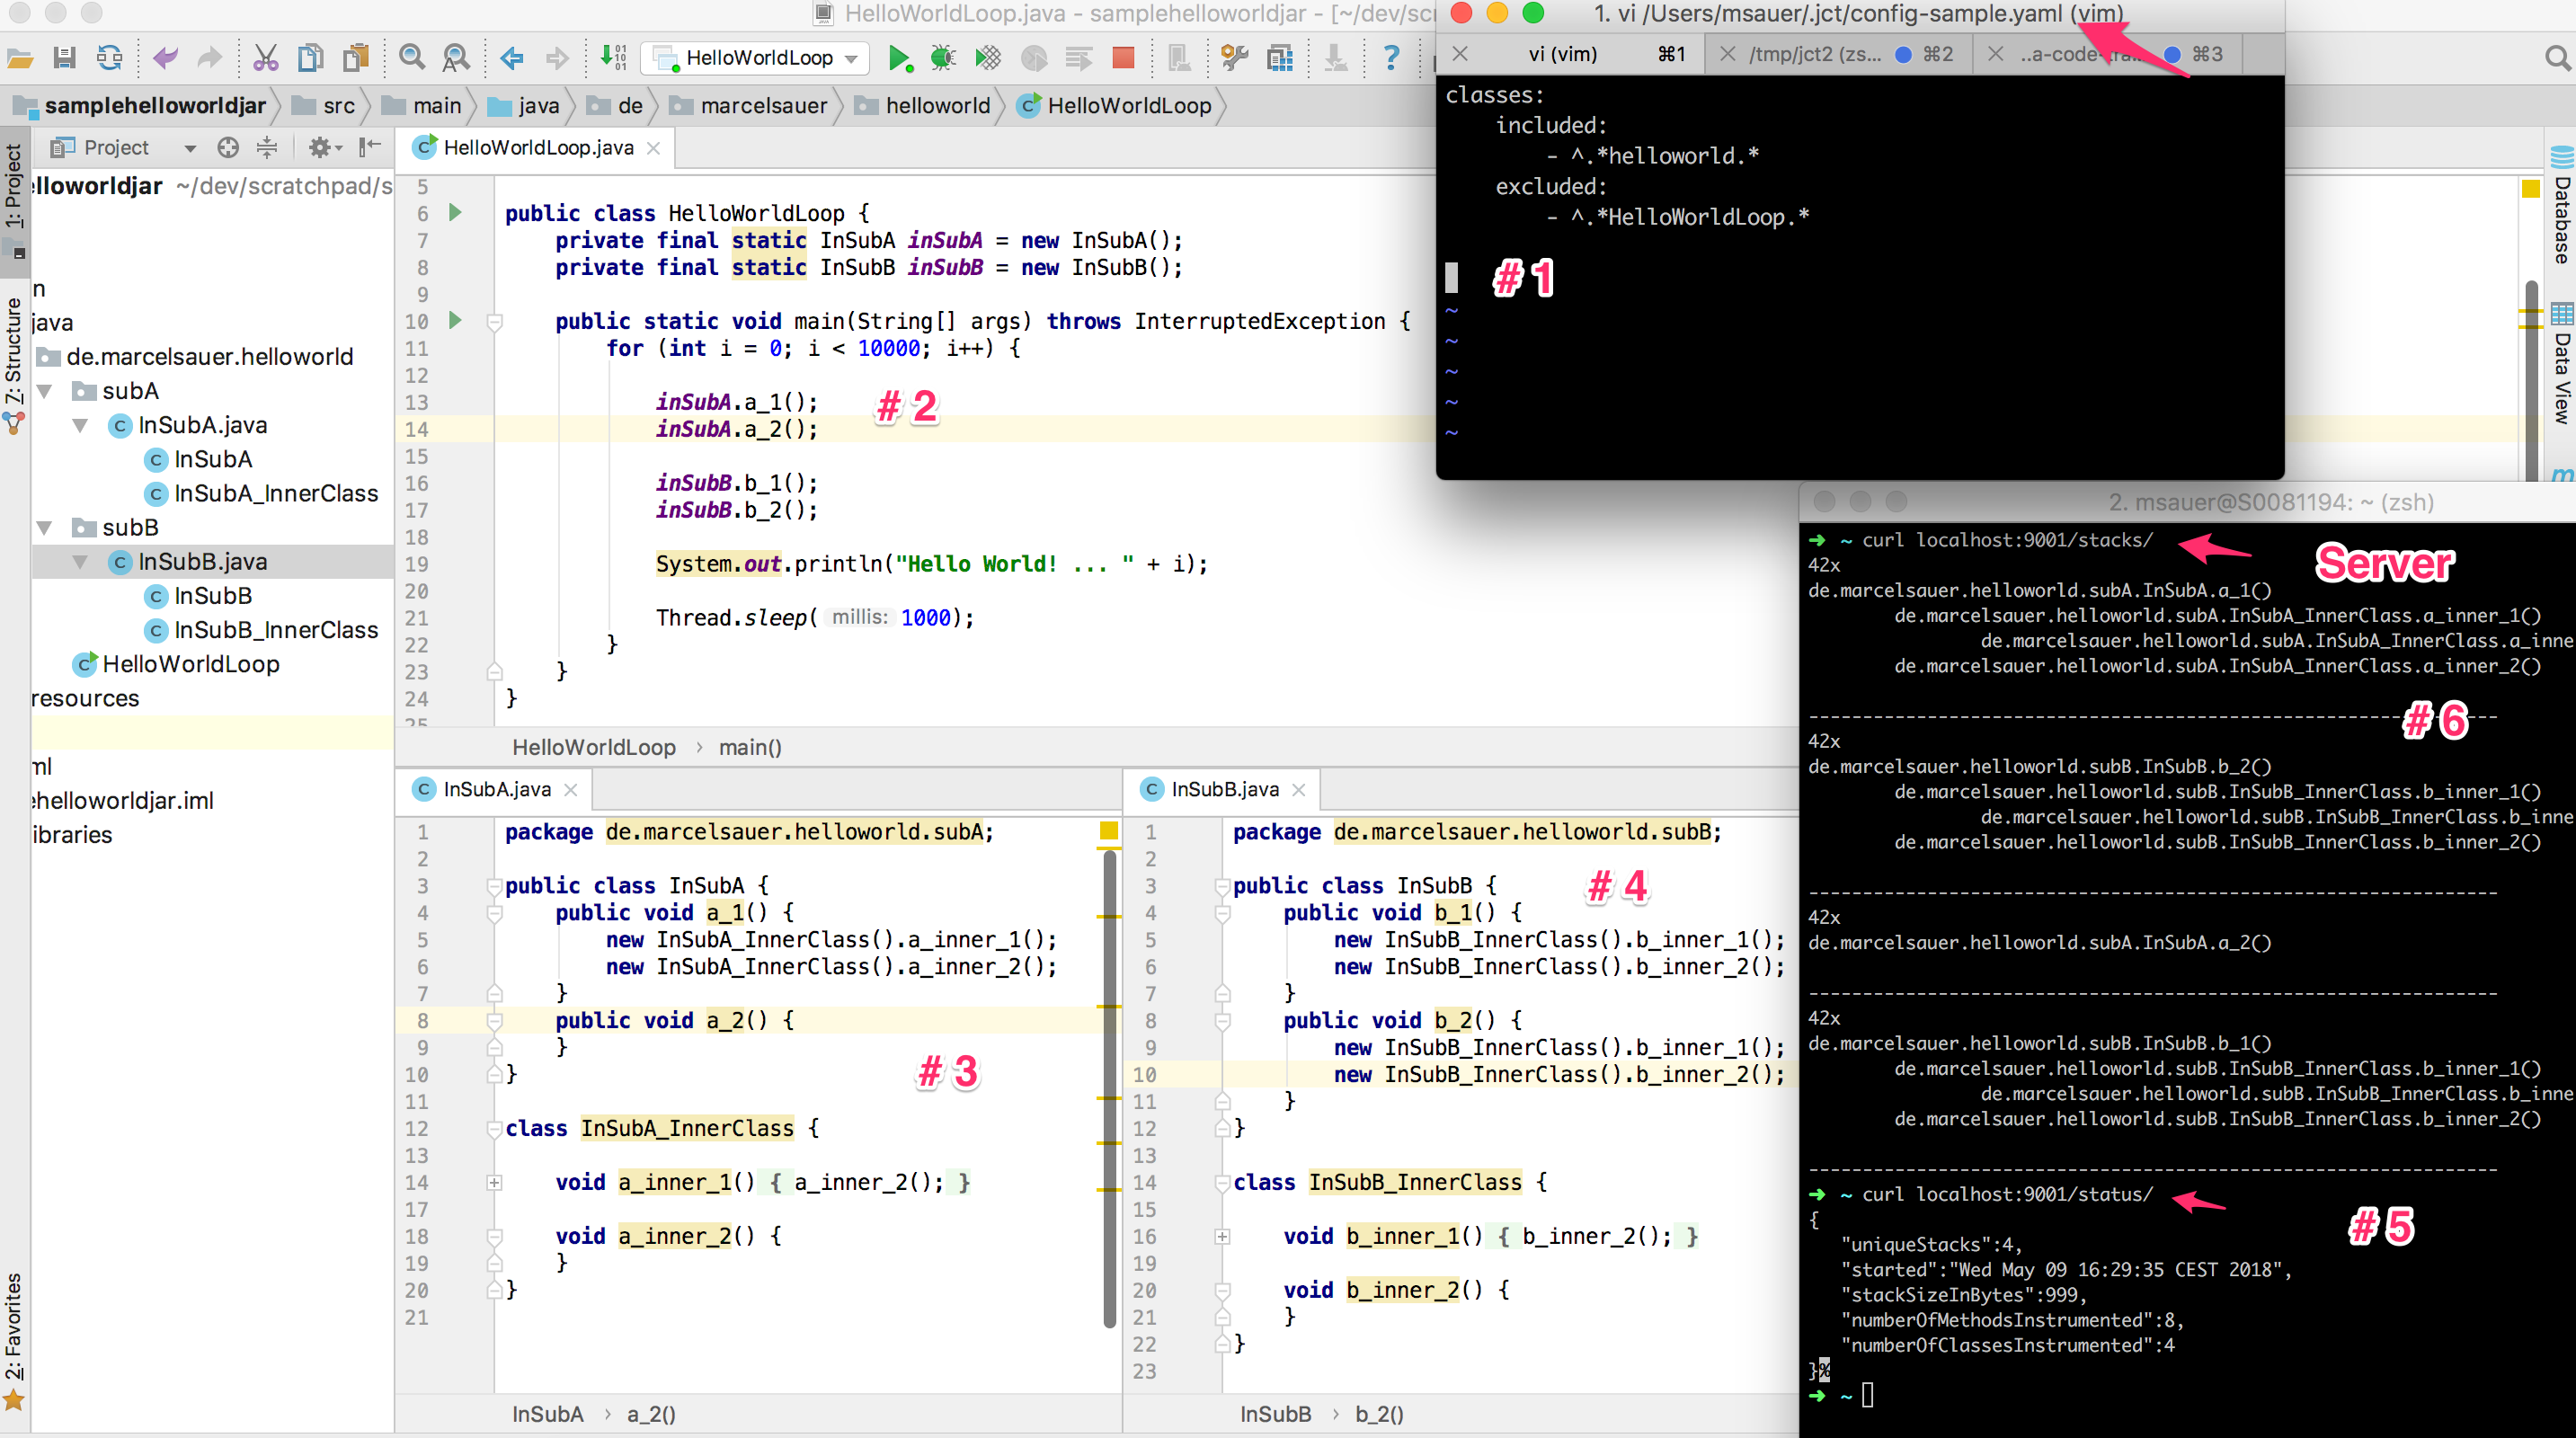 HelloWorldLoop.java - samplehelloworldjar - [~/dev/scr
HelloWorldLoop
samplehelloworldjar src main java de marcelsauer helloworld HelloWorldLoop
1: Project
7: Structure
2: Favorites
Project
elloworldjar ~/dev/scratchpad/s
n
java
de.marcelsauer.helloworld
subA
InSubA.java
InSubA
InSubA_InnerClass
subB
InSubB.java
InSubB
InSubB_InnerClass
HelloWorldLoop
resources
ml
ehelloworldjar.iml
ibraries
HelloWorldLoop.java
5
6 public class HelloWorldLoop {
7 private final static InSubA inSubA = new InSubA();
8 private final static InSubB inSubB = new InSubB();
9
10 public static void main(String[] args) throws InterruptedException {
11 for (int i = 0; i < 10000; i++) {
12
13 inSubA.a_1();
# 2
14 inSubA.a_2();
15
16 inSubB.b_1();
17 inSubB.b_2();
18
19 System.out.println("Hello World! ... " + i);
20
21 Thread.sleep( millis: 1000);
22 }
23 }
24 }
25
HelloWorldLoop › main()
InSubA.java
1 package de.marcelsauer.helloworld.subA;
2
3 public class InSubA {
4 public void a_1() {
5 new InSubA_InnerClass().a_inner_1();
6 new InSubA_InnerClass().a_inner_2();
7 }
8 public void a_2() {
9 }
# 3
10 }
11
12 class InSubA_InnerClass {
13
14 void a_inner_1() { a_inner_2(); }
17
18 void a_inner_2() {
19 }
20 }
21
InSubA › a_2()
InSubB.java
1 package de.marcelsauer.helloworld.subB;
2
3 public class InSubB {
# 4
4 public void b_1() {
5 new InSubB_InnerClass().b_inner_1();
6 new InSubB_InnerClass().b_inner_2();
7 }
8 public void b_2() {
9 new InSubB_InnerClass().b_inner_1();
10 new InSubB_InnerClass().b_inner_2();
11 }
12 }
13
14 class InSubB_InnerClass {
15
16 void b_inner_1() { b_inner_2(); }
19
20 void b_inner_2() {
21 }
22 }
23
InSubB › b_2()
1. vi /Users/msauer/.jct/config-sample.yaml (vim)
vi (vim) ⌘1 /tmp/jct2 (zs... ⌘2 ..a-code-tra... ⌘3
classes:
included:
- ^.*helloworld.*
excluded:
- ^.*HelloWorldLoop.*
# 1
~
~
~
~
~
Database
Data View
m
2. msauer@S0081194: ~ (zsh)
➜ ~ curl localhost:9001/stacks/
Server
42x
de.marcelsauer.helloworld.subA.InSubA.a_1()
de.marcelsauer.helloworld.subA.InSubA_InnerClass.a_inner_1()
de.marcelsauer.helloworld.subA.InSubA_InnerClass.a_inne
de.marcelsauer.helloworld.subA.InSubA_InnerClass.a_inner_2()
# 6
42x
de.marcelsauer.helloworld.subB.InSubB.b_2()
de.marcelsauer.helloworld.subB.InSubB_InnerClass.b_inner_1()
de.marcelsauer.helloworld.subB.InSubB_InnerClass.b_inne
de.marcelsauer.helloworld.subB.InSubB_InnerClass.b_inner_2()
42x
de.marcelsauer.helloworld.subA.InSubA.a_2()
42x
de.marcelsauer.helloworld.subB.InSubB.b_1()
de.marcelsauer.helloworld.subB.InSubB_InnerClass.b_inner_1()
de.marcelsauer.helloworld.subB.InSubB_InnerClass.b_inne
de.marcelsauer.helloworld.subB.InSubB_InnerClass.b_inner_2()
➜ ~ curl localhost:9001/status/
# 5
{
"uniqueStacks":4,
"started":"Wed May 09 16:29:35 CEST 2018",
"stackSizeInBytes":999,
"numberOfMethodsInstrumented":8,
"numberOfClassesInstrumented":4
}%
➜ ~